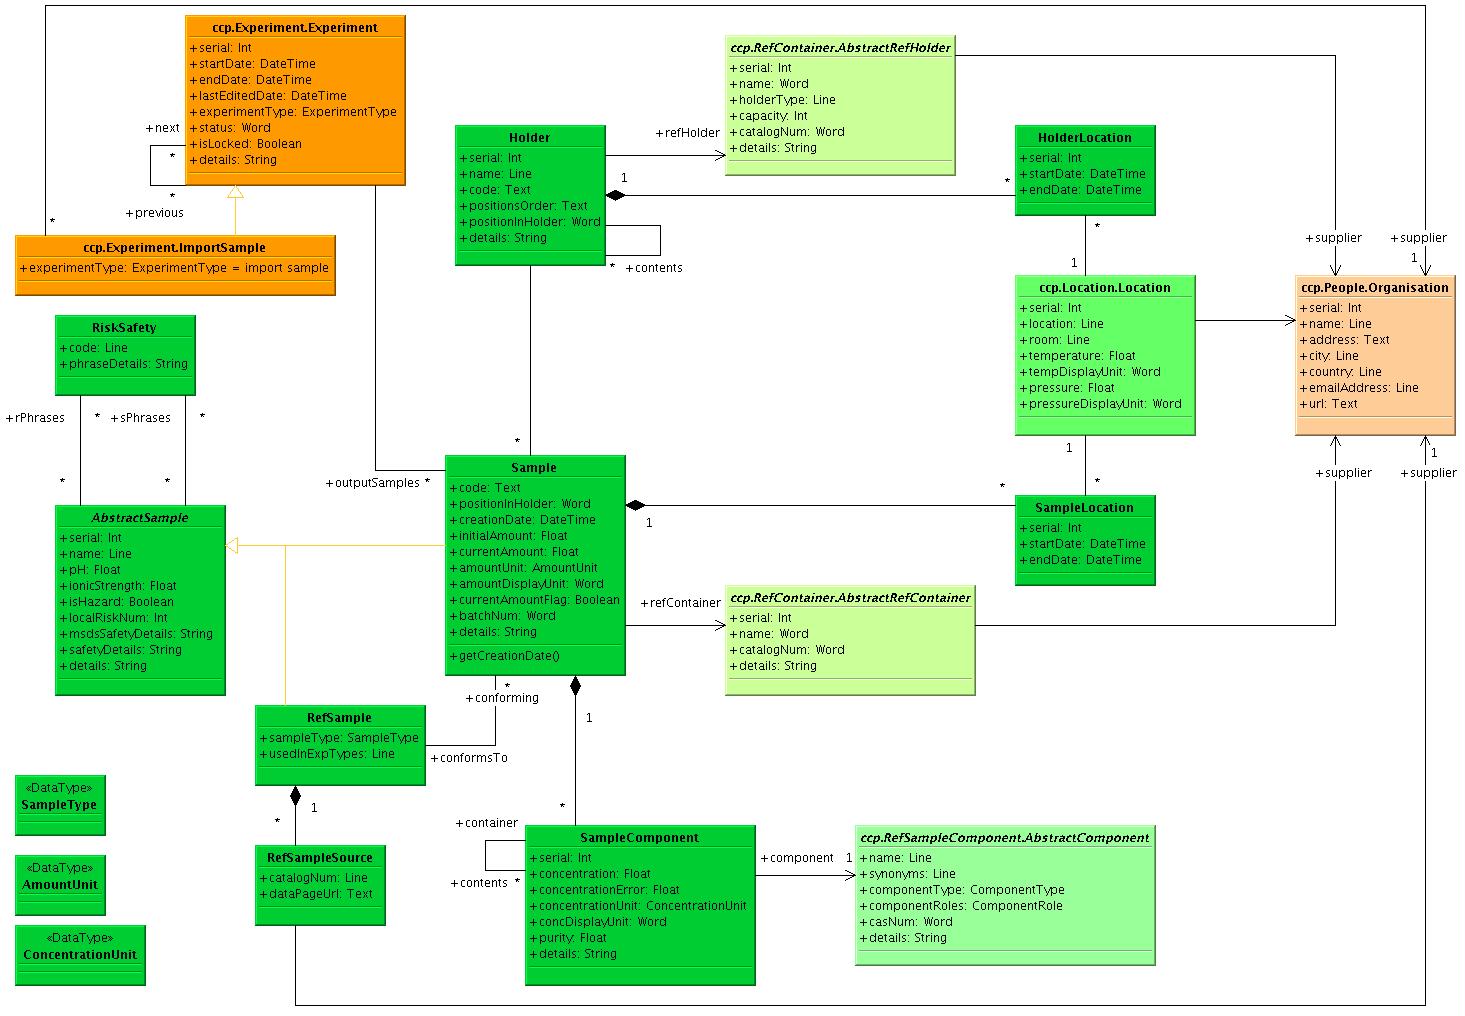 ccp.Experiment.Experiment
+serial: Int
+startDate: DateTime
+endDate: DateTime
+lastEditedDate: DateTime
+experimentType: ExperimentType
+status: Word
+isLocked: Boolean
+details: String
+next
*
*
+previous
*
ccp.Experiment.ImportSample
+experimentType: ExperimentType = import sample
Holder
+serial: Int
+name: Line
+code: Text
+positionsOrder: Text
+positionInHolder: Word
+details: String
+refHolder
1
*
*
+contents
ccp.RefContainer.AbstractRefHolder
+serial: Int
+name: Word
+holderType: Line
+capacity: Int
+catalogNum: Word
+details: String
HolderLocation
+serial: Int
+startDate: DateTime
+endDate: DateTime
*
1
+supplier
+supplier
1
ccp.Location.Location
+serial: Int
+location: Line
+room: Line
+temperature: Float
+tempDisplayUnit: Word
+pressure: Float
+pressureDisplayUnit: Word
ccp.People.Organisation
+serial: Int
+name: Line
+address: Text
+city: Line
+country: Line
+emailAddress: Line
+url: Text
1
*
1
+supplier
+supplier
RiskSafety
+code: Line
+phraseDetails: String
+rPhrases
*
+sPhrases
*
*
*
AbstractSample
+serial: Int
+name: Line
+pH: Float
+ionicStrength: Float
+isHazard: Boolean
+localRiskNum: Int
+msdsSafetyDetails: String
+safetyDetails: String
+details: String
*
+outputSamples *
Sample
+code: Text
+positionInHolder: Word
+creationDate: DateTime
+initialAmount: Float
+currentAmount: Float
+amountUnit: AmountUnit
+amountDisplayUnit: Word
+currentAmountFlag: Boolean
+batchNum: Word
+details: String
+getCreationDate()
*
1
SampleLocation
+serial: Int
+startDate: DateTime
+endDate: DateTime
+refContainer
ccp.RefContainer.AbstractRefContainer
+serial: Int
+name: Word
+catalogNum: Word
+details: String
*
+conforming
1
+conformsTo
RefSample
+sampleType: SampleType
+usedInExpTypes: Line
1
*
RefSampleSource
+catalogNum: Line
+dataPageUrl: Text
«DataType»
SampleType
«DataType»
AmountUnit
«DataType»
ConcentrationUnit
*
+container
+contents *
SampleComponent
+serial: Int
+concentration: Float
+concentrationError: Float
+concentrationUnit: ConcentrationUnit
+concDisplayUnit: Word
+purity: Float
+details: String
+component 1
ccp.RefSampleComponent.AbstractComponent
+name: Line
+synonyms: Line
+componentType: ComponentType
+componentRoles: ComponentRole
+casNum: Word
+details: String